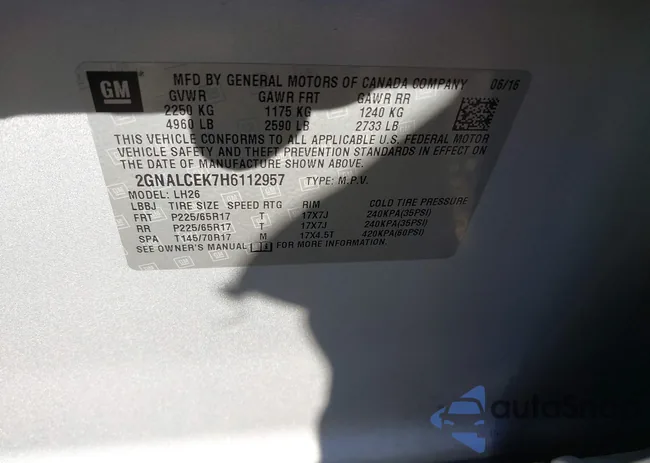 GM
MFD BY GENERAL MOTORS OF CANADA COMPANY 06/16
GVWR GAWR FRT GAWR RR
2250 KG 1175 KG 1240 KG
4960 LB 2590 LB 2733 LB
THIS VEHICLE CONFORMS TO ALL APPLICABLE U.S. FEDERAL MOTOR
VEHICLE SAFETY AND THEFT PREVENTION STANDARDS IN EFFECT ON
THE DATE OF MANUFACTURE SHOWN ABOVE.
2GNALCEK7H6112957 TYPE: M.P.V.
MODEL: LH26
LBBJ TIRE SIZE SPEED RTG RIM COLD TIRE PRESSURE
FRT P225/65R17 T 17X7J 240KPA(35PSI)
RR P225/65R17 T 17X7J 240KPA(35PSI)
SPA T145/70R17 M 17X4.5T 420KPA(60PSI)
SEE OWNER'S MANUAL FOR MORE INFORMATION.